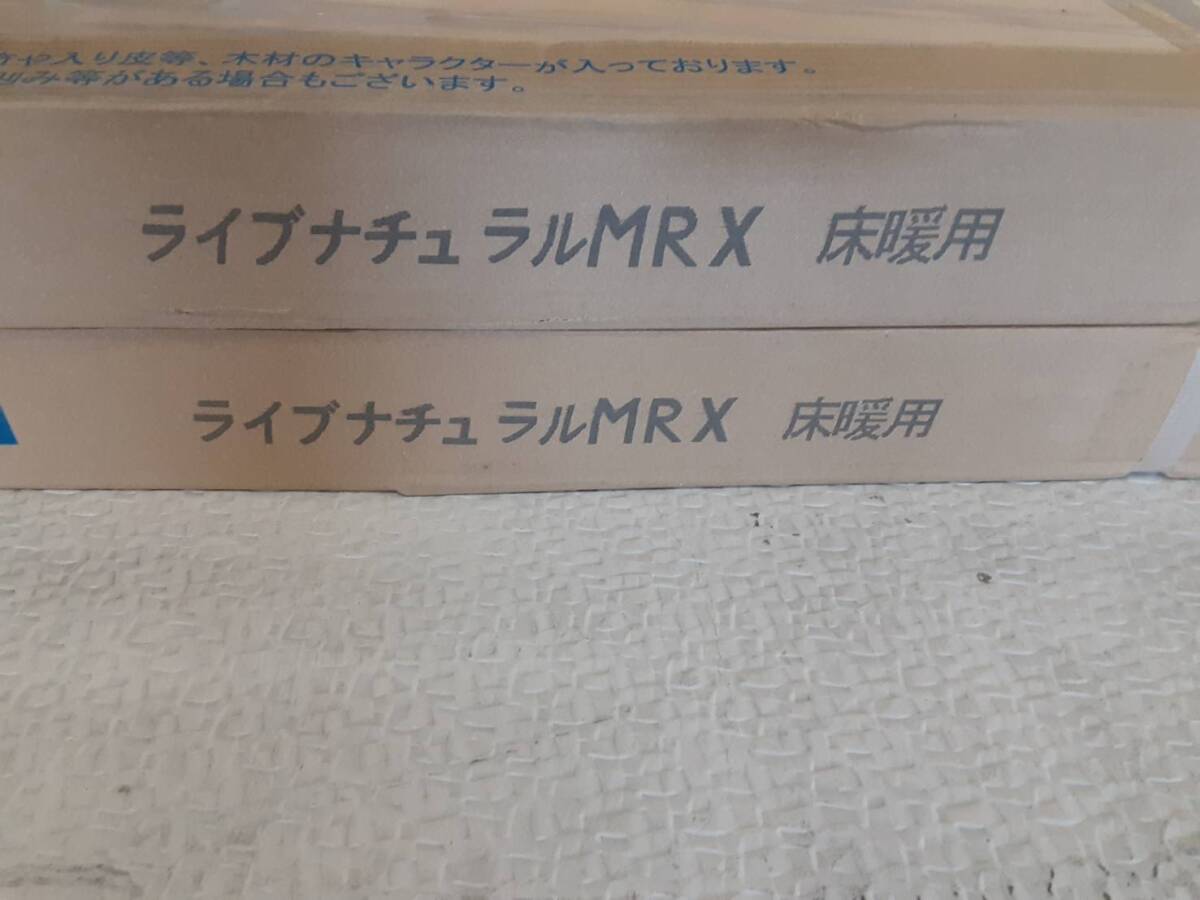 や入り皮等、木材のキャラクターが入っております。
凹み等がある場合もございます。
ライブナチュラルMRX 床暖用
ライブナチュラルMRX 床暖用